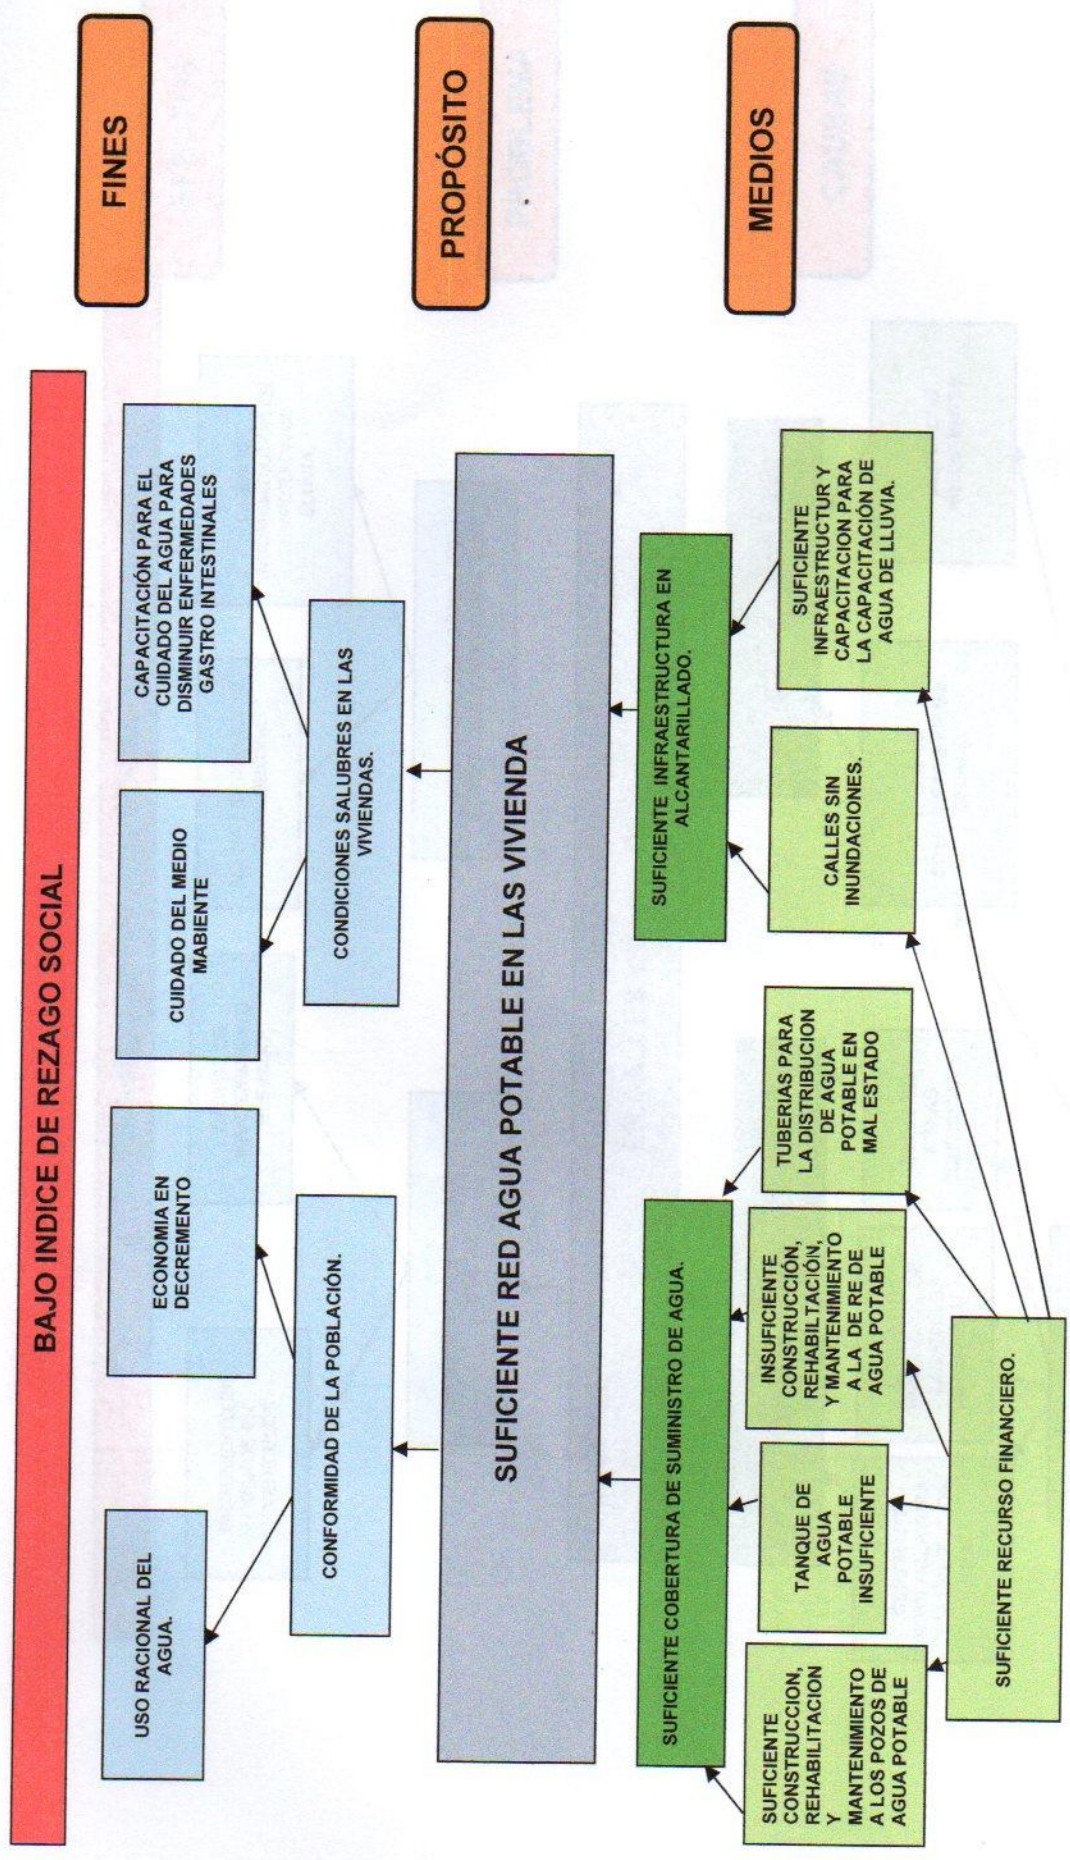 BAJO INDICE DE REZAGO SOCIAL
FINES
USO RACIONAL DEL
AGUA.
ECONOMIA EN
DECREMENTO
CUIDADO DEL MEDIO
MABIENTE
CAPACITACIÓN PARA EL
CUIDADO DEL AGUA PARA
DISMINUIR ENFERMEDADES
GASTRO INTESTINALES
CONFORMIDAD DE LA POBLACIÓN.
CONDICIONES SALUBRES EN LAS
VIVIENDAS.
PROPÓSITO
SUFICIENTE RED AGUA POTABLE EN LAS VIVIENDA
SUFICIENTE COBERTURA DE SUMINISTRO DE AGUA.
SUFICIENTE INFRAESTRUCTURA EN
ALCANTARILLADO.
MEDIOS
SUFICIENTE
CONSTRUCCION,
REHABILITACION
Y
MANTENIMIENTO
A LOS POZOS DE
AGUA POTABLE
TANQUE DE
AGUA
POTABLE
INSUFICIENTE
INSUFICIENTE
CONSTRUCCIÓN,
REHABILITACIÓN,
Y MANTENIMIENTO
A LA DE RE DE
AGUA POTABLE
TUBERIAS PARA
LA DISTRIBUCION
DE AGUA
POTABLE EN
MAL ESTADO
CALLES SIN
INUNDACIONES.
SUFICIENTE
INFRAESTRUCTUR Y
CAPACITACION PARA
LA CAPACITACIÓN DE
AGUA DE LLUVIA.
SUFICIENTE RECURSO FINANCIERO.